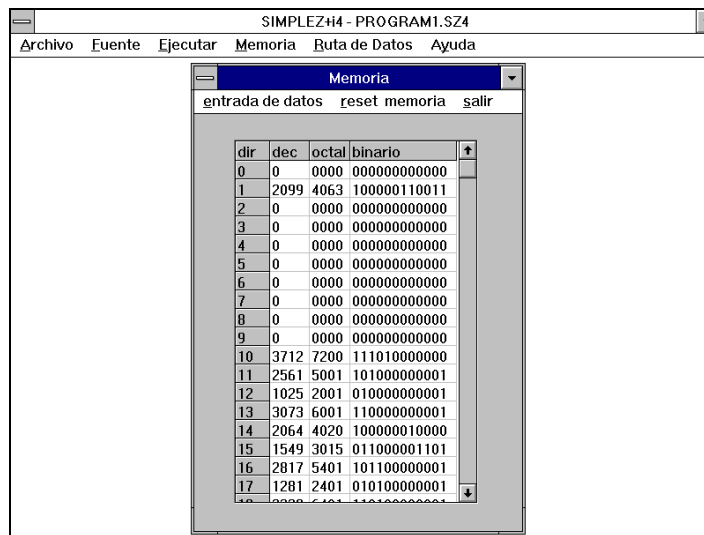 SIMPLEZ+i4 - PROGRAM1.SZ4
Archivo Fuente Ejecutar Memoria Ruta de Datos Ayuda
Memoria
entrada de datos reset memoria salir
dir dec octal binario
0 0 0000 000000000000
1 2099 4063 100000110011
2 0 0000 000000000000
3 0 0000 000000000000
4 0 0000 000000000000
5 0 0000 000000000000
6 0 0000 000000000000
7 0 0000 000000000000
8 0 0000 000000000000
9 0 0000 000000000000
10 3712 7200 111010000000
11 2561 5001 101000000001
12 1025 2001 010000000001
13 3073 6001 110000000001
14 2064 4020 100000010000
15 1549 3015 011000001101
16 2817 5401 101100000001
17 1281 2401 010100000001